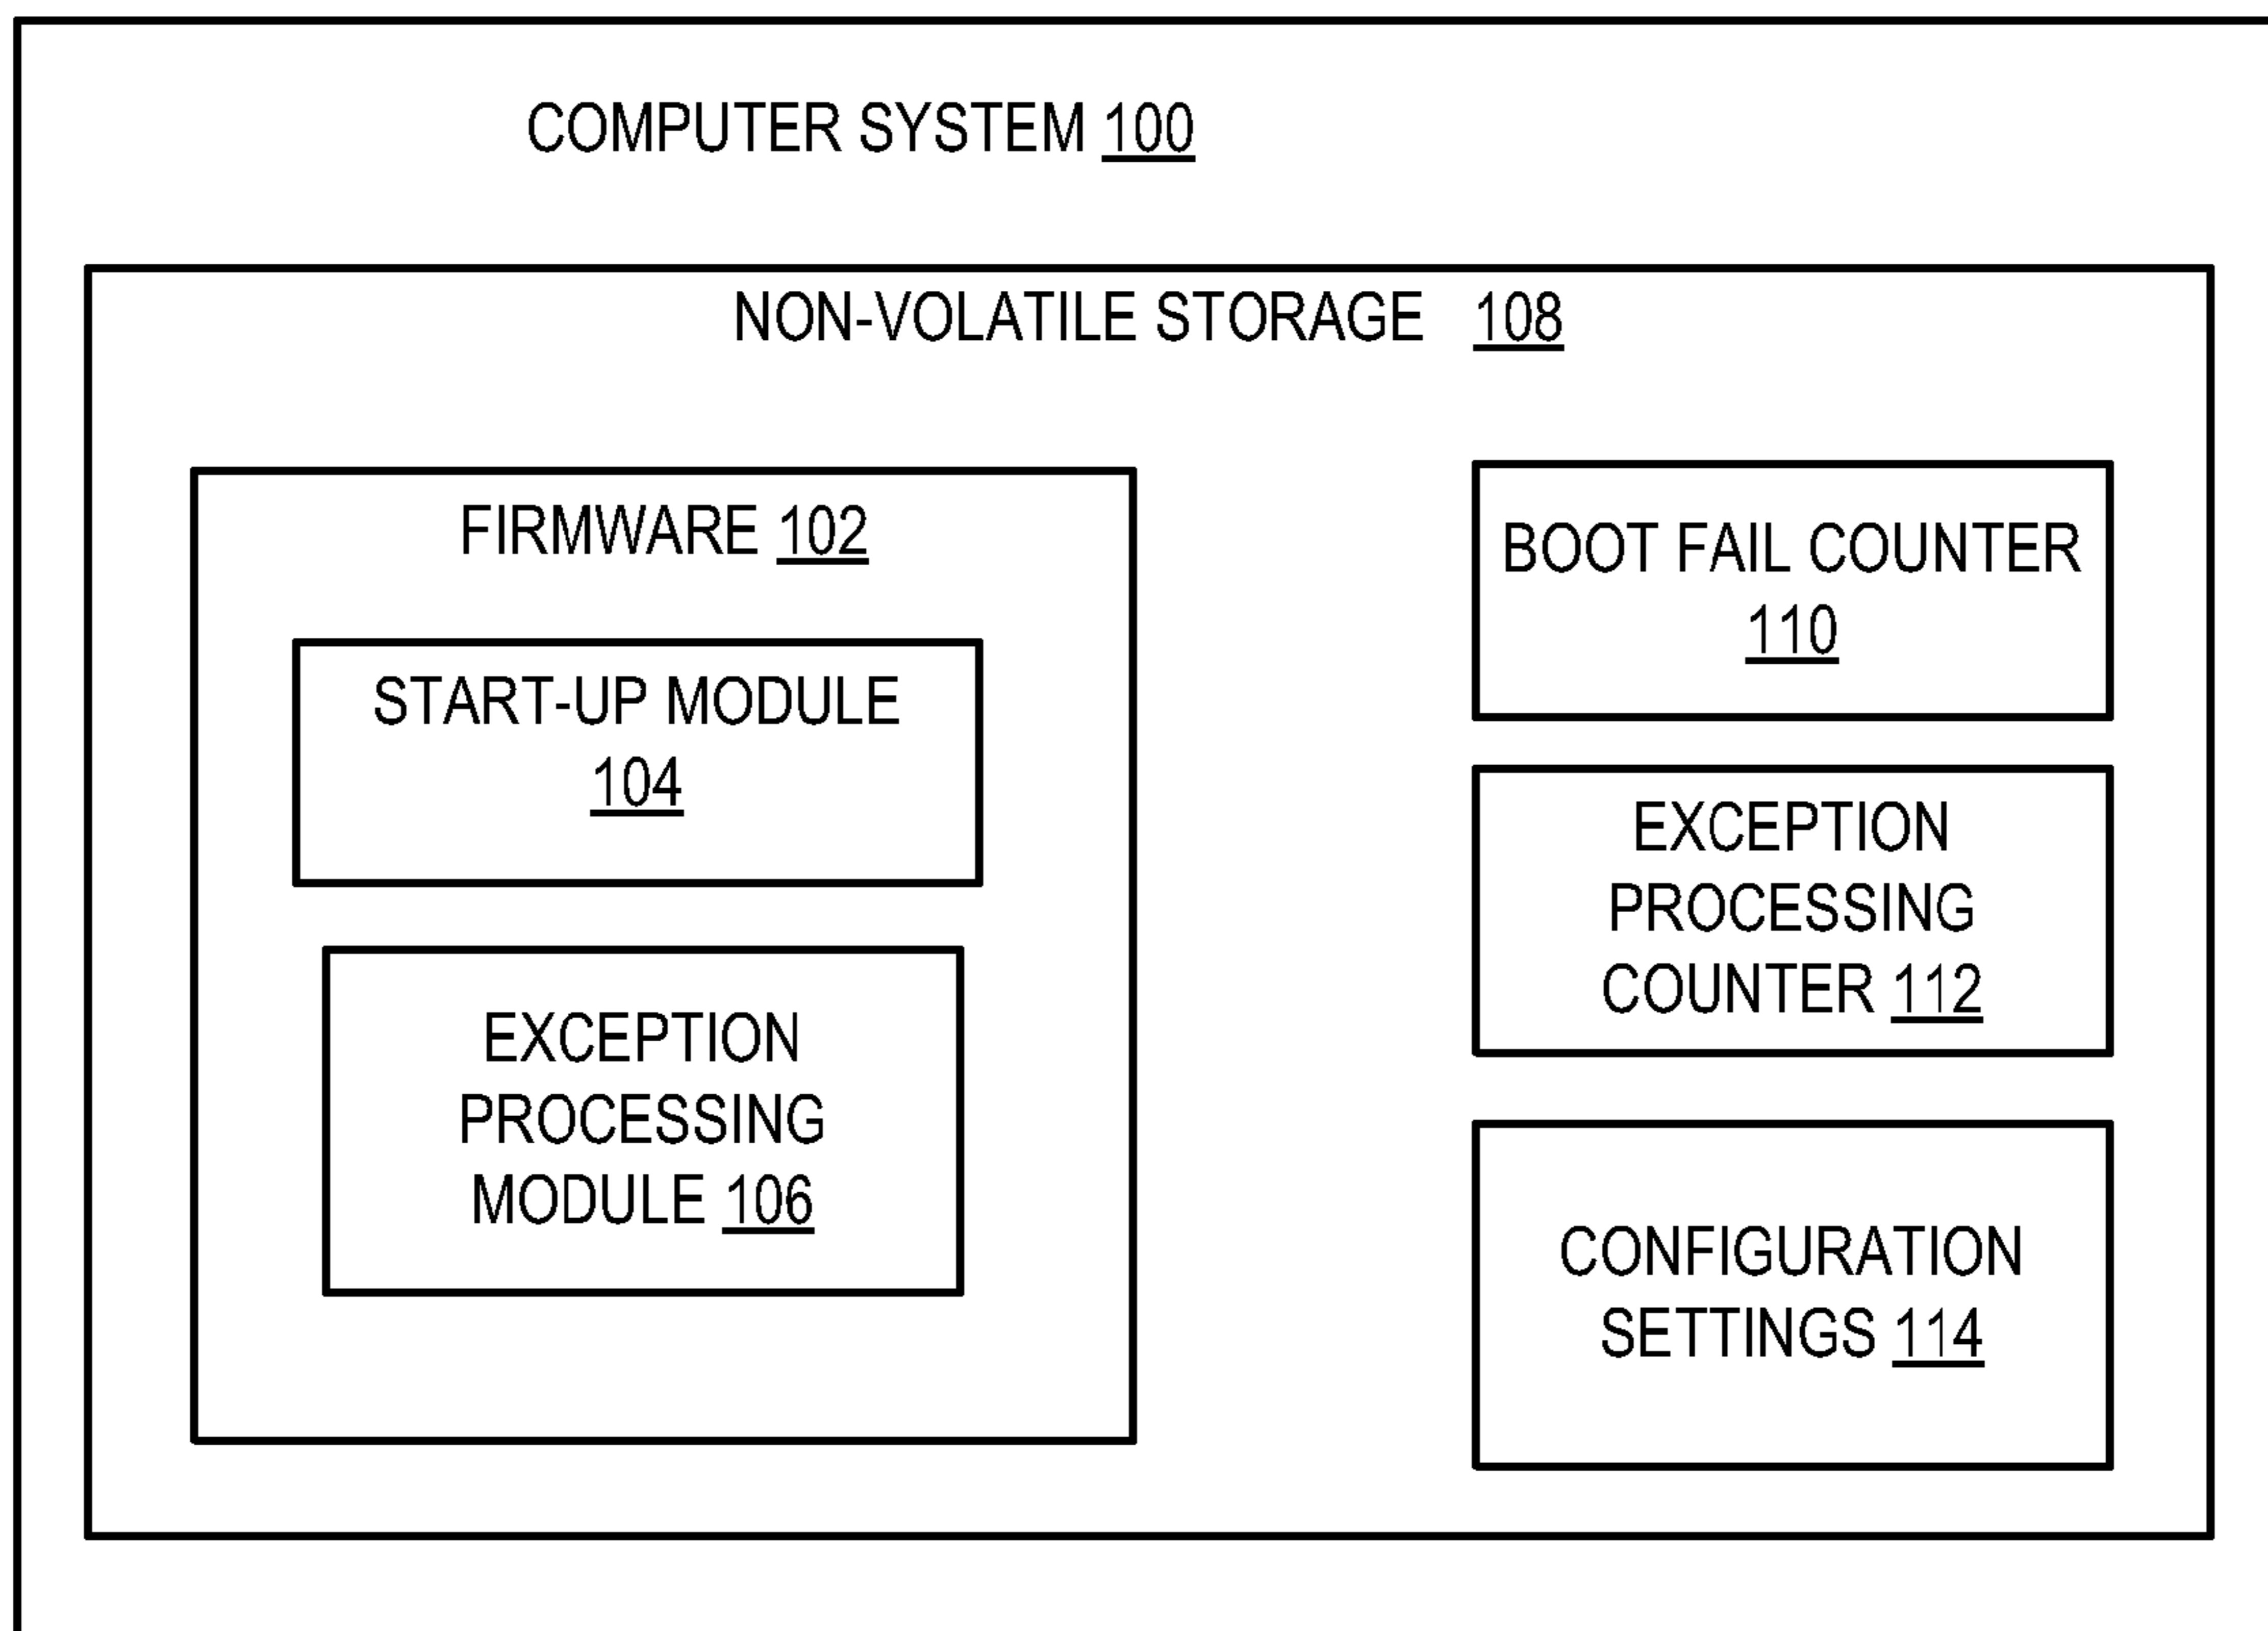 COMPUTER SYSTEM 100
NON-VOLATILE STORAGE 108
FIRMWARE 102
START-UP MODULE
104
EXCEPTION
PROCESSING
MODULE 106
BOOT FAIL COUNTER
110
EXCEPTION
PROCESSING
COUNTER 112
CONFIGURATION
SETTINGS 114